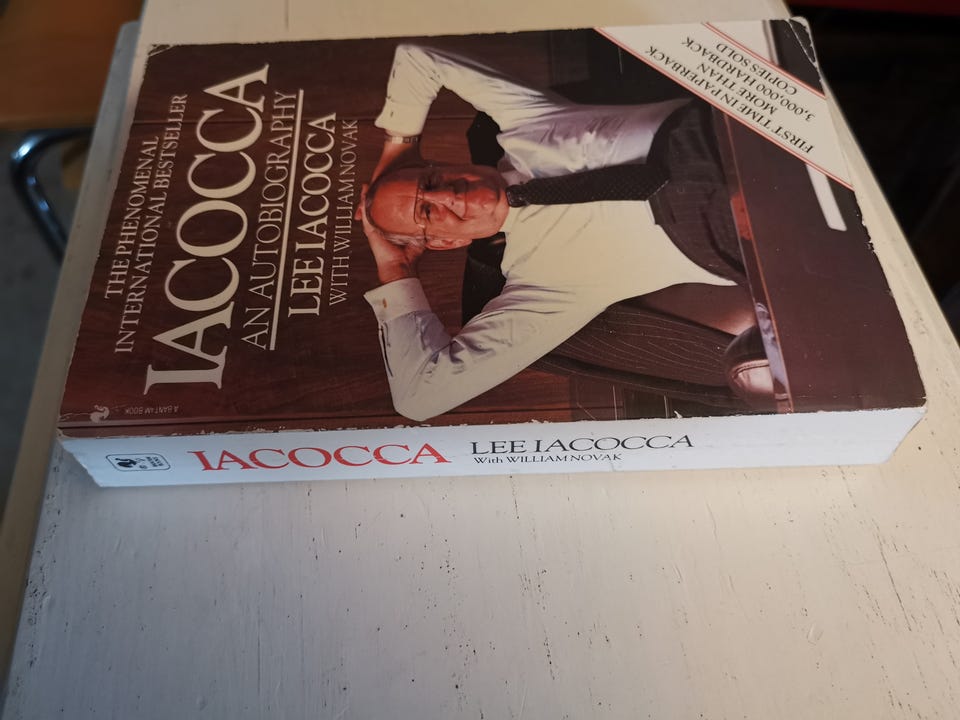 THE PHENOMENAL
INTERNATIONAL BESTSELLER
IACOCCA
AN AUTOBIOGRAPHY
LEE IACOCCA
WITH WILLIAM NOVAK
FIRST TIME IN PAPERBACK
MORE THAN
3,000,000 HARDBACK
COPIES SOLD
A BANTAM BOOK
IACOCCA
LEE IACOCCA
With WILLIAM NOVAK